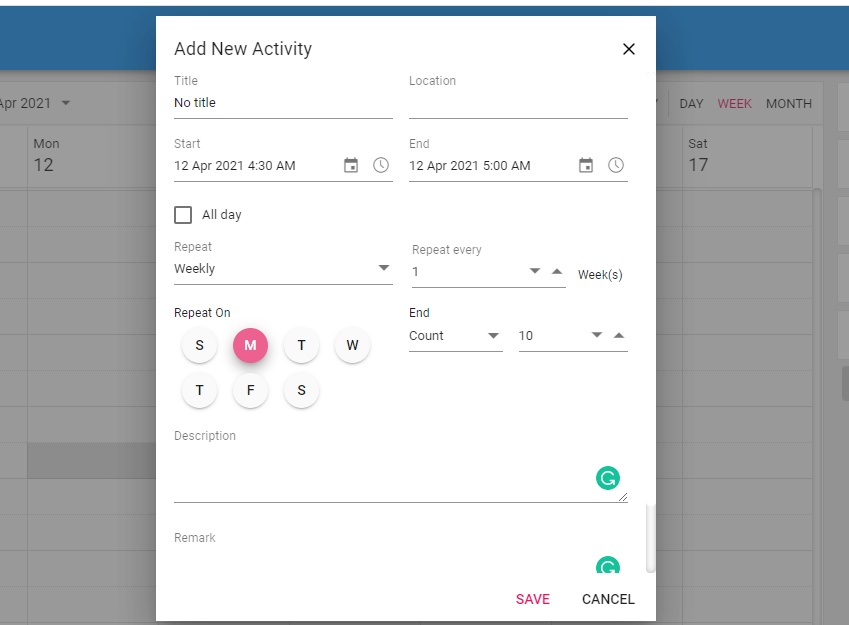 Add New Activity
Title
Location
No title
Start
End
12 Apr 2021 4:30 AM
12 Apr 2021 5:00 AM
All day
Repeat
Repeat every
Weekly
1
Week(s)
Repeat On
End
S M T W
Count
10
T F S
Description
Remark
SAVE CANCEL
Apr 2021
DAY WEEK MONTH
Mon
12
Sat
17